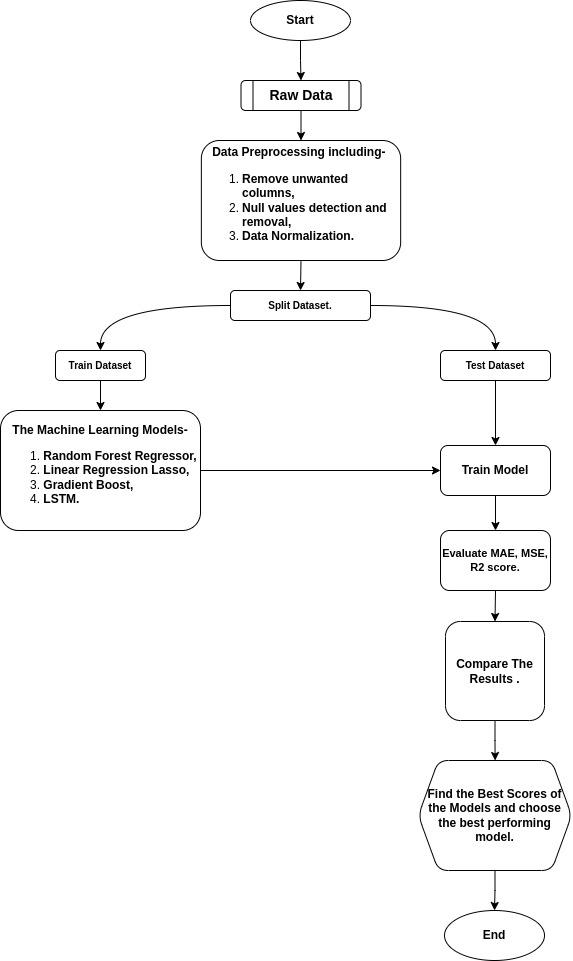 Start
Raw Data
Data Preprocessing including-
1. Remove unwanted
columns,
2. Null values detection and
removal,
3. Data Normalization.
Split Dataset.
Train Dataset
Test Dataset
The Machine Learning Models-
1. Random Forest Regressor,
2. Linear Regression Lasso,
3. Gradient Boost,
4. LSTM.
Train Model
Evaluate MAE, MSE,
R2 score.
Compare The
Results .
Find the Best Scores of
the Models and choose
the best performing
model.
End